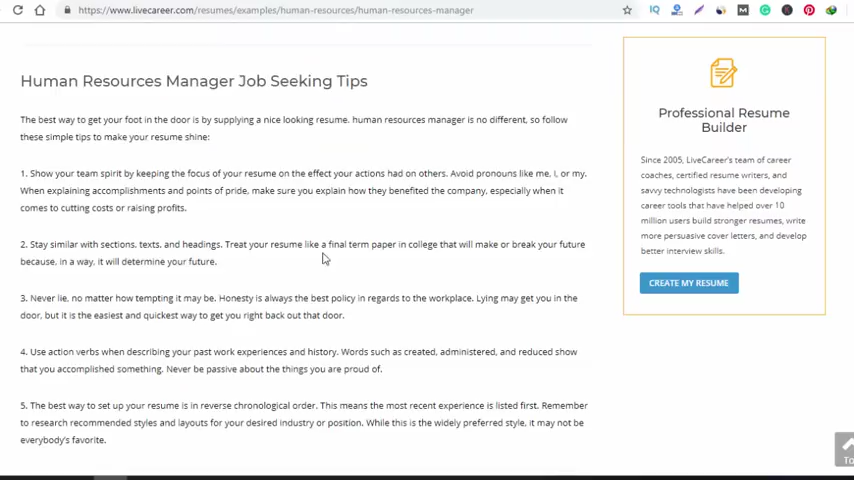 https://www.livecareer.com/resumes/examples/human-resources/human-resources-manager
Human Resources Manager Job Seeking Tips
The best way to get your foot in the door is by supplying a nice looking resume. human resources manager is no different, so follow
these simple tips to make your resume shine:
1. Show your team spirit by keeping the focus of your resume on the effect your actions had on others. Avoid pronouns like me, I, or my.
When explaining accomplishments and points of pride, make sure you explain how they benefited the company, especially when it
comes to cutting costs or raising profits.
2. Stay similar with sections, texts, and headings. Treat your resume like a final term paper in college that will make or break your future
because, in a way, it will determine your future.
3. Never lie, no matter how tempting it may be. Honesty is always the best policy in regards to the workplace. Lying may get you in the
door, but it is the easiest and quickest way to get you right back out that door.
4. Use action verbs when describing your past work experiences and history. Words such as created, administered, and reduced show
that you accomplished something. Never be passive about the things you are proud of.
5. The best way to set up your resume is in reverse chronological order. This means the most recent experience is listed first. Remember
to research recommended styles and layouts for your desired industry or position. While this is the widely preferred style, it may not be
everybody's favorite.
Professional Resume
Builder
Since 2005, LiveCareer's team of career
coaches, certified resume writers, and
savvy technologists have been developing
career tools that have helped over 10
million users build stronger resumes, write
more persuasive cover letters, and develop
better interview skills.
CREATE MY RESUME
To